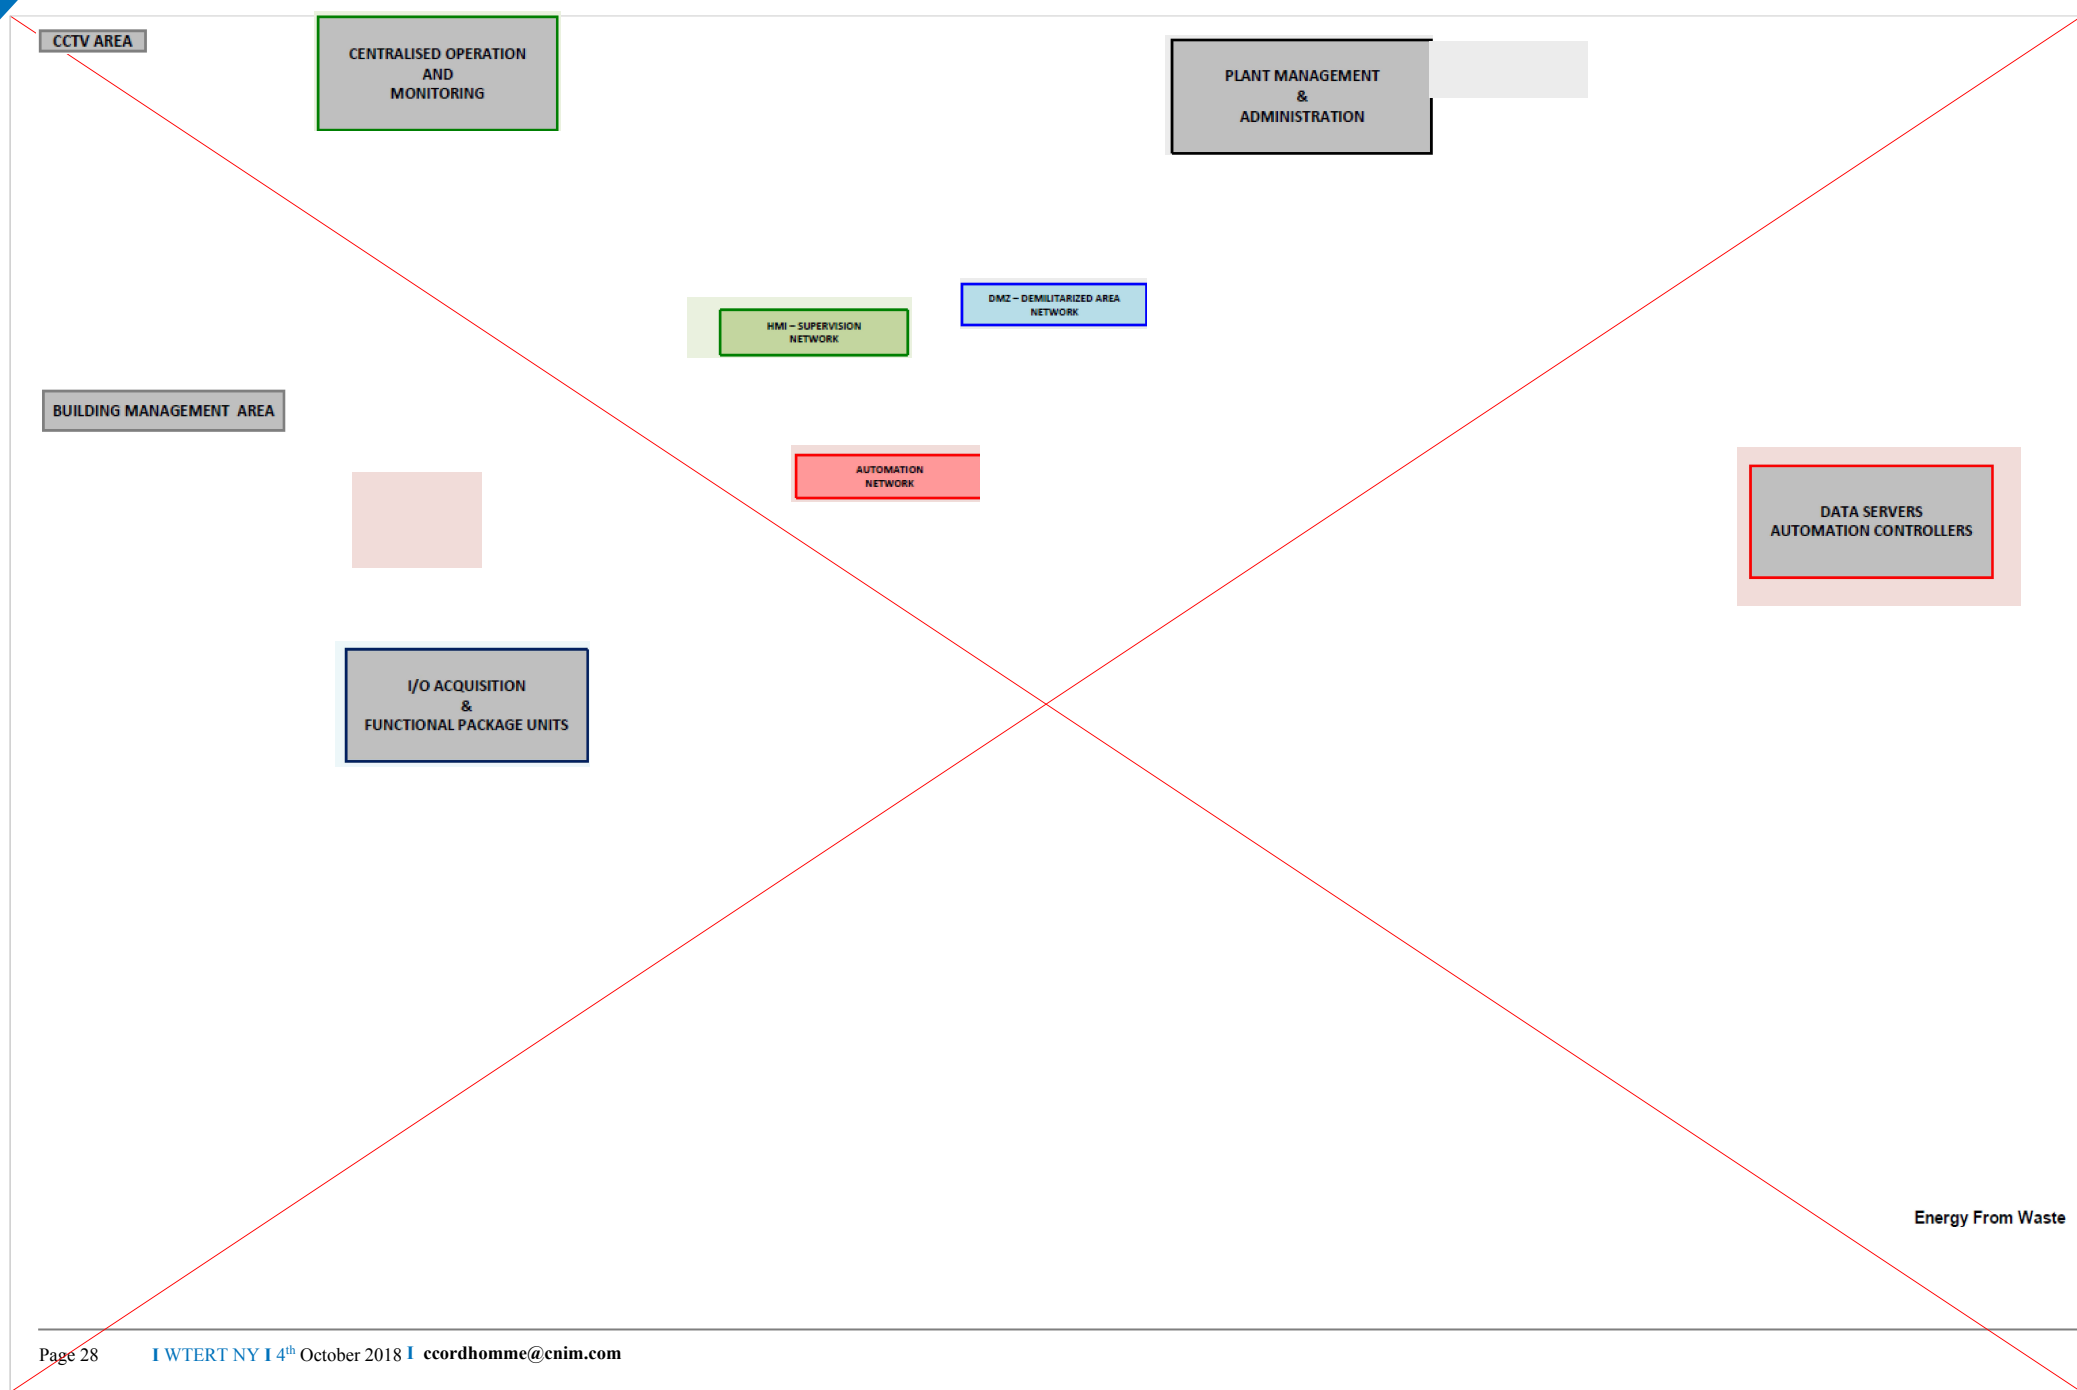 CCTV AREA
CENTRALISED OPERATION
AND
MONITORING
PLANT MANAGEMENT
&
ADMINISTRATION
DMZ – DEMILITARIZED AREA
NETWORK
HMI – SUPERVISION
NETWORK
BUILDING MANAGEMENT AREA
AUTOMATION
NETWORK
DATA SERVERS
AUTOMATION CONTROLLERS
I/O ACQUISITION
&
FUNCTIONAL PACKAGE UNITS
Energy From Waste
Page 28 I WTERT NY I 4th October 2018 I ccordhomme@cnim.com